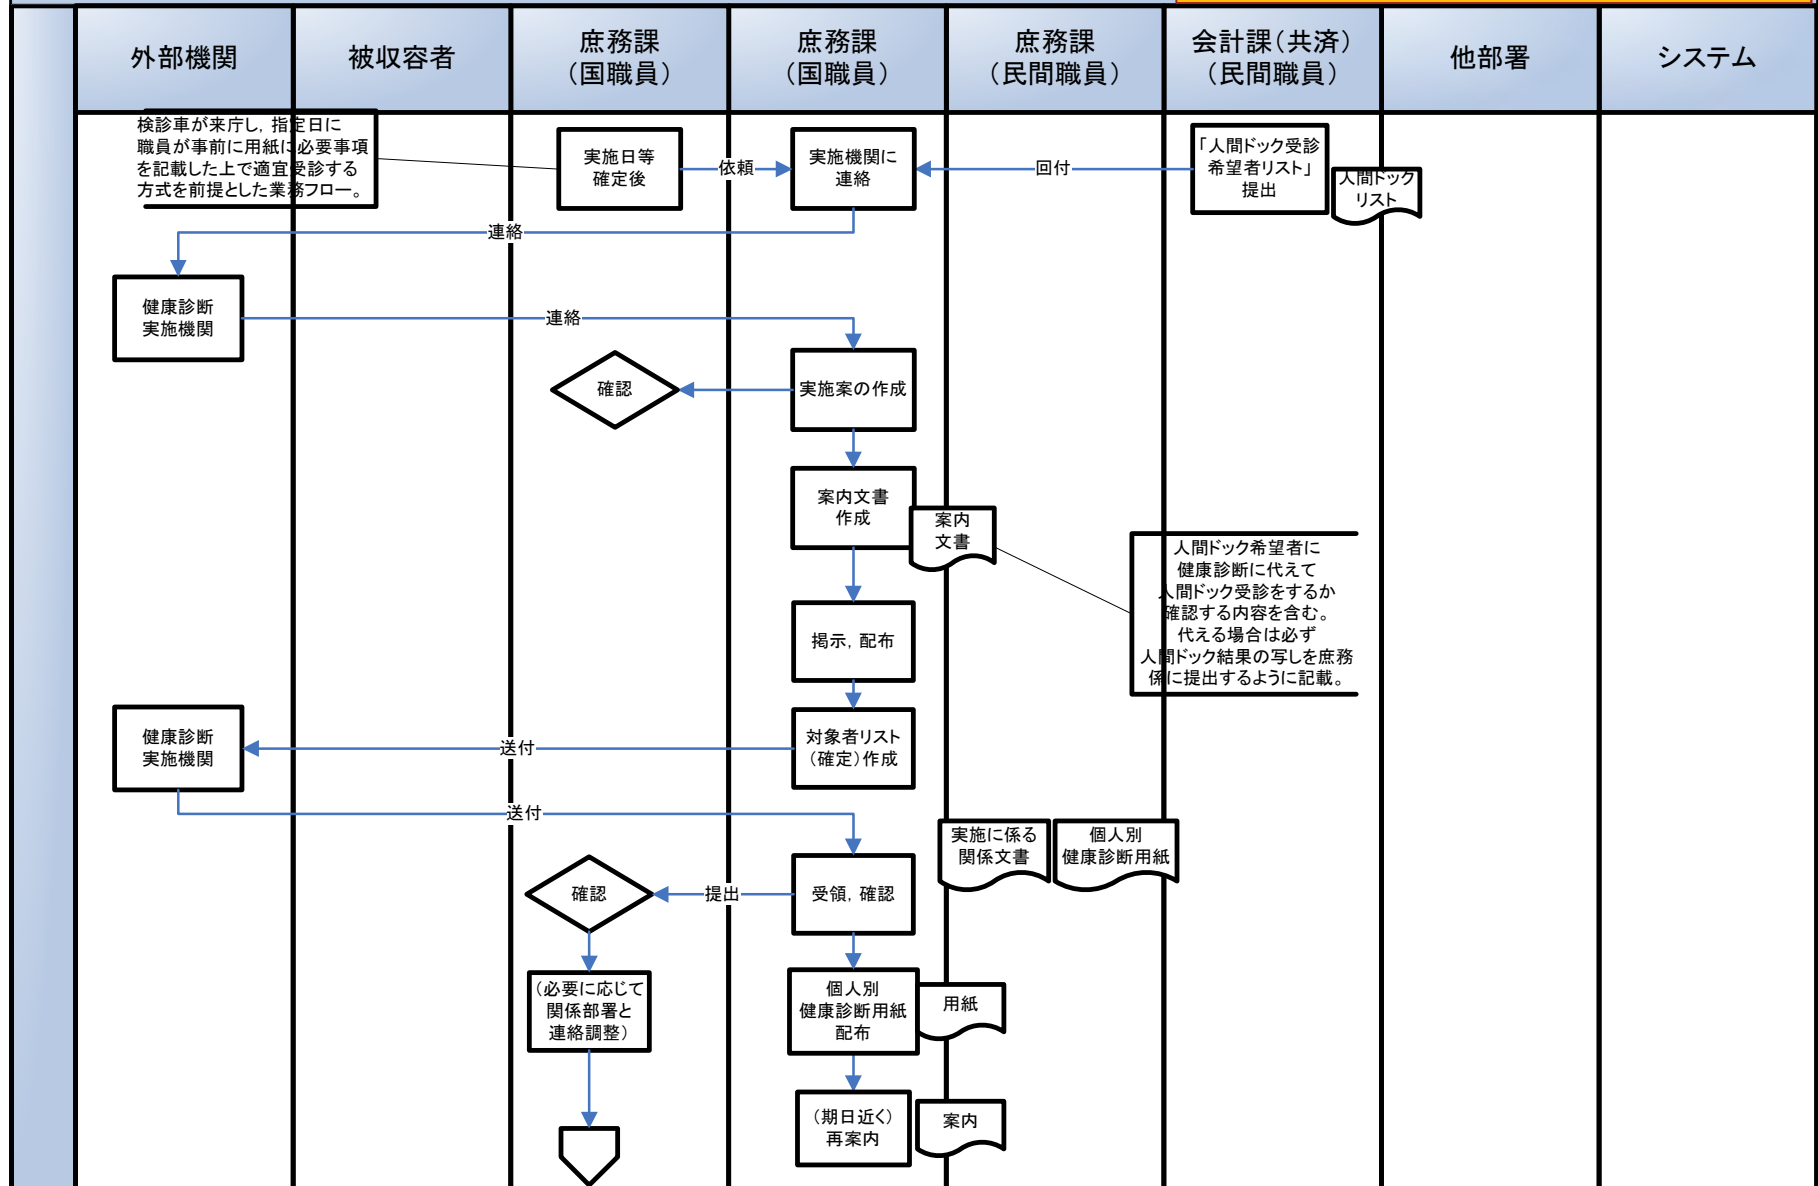 外部機関
被収容者
庶務課
（国職員）
庶務課
（国職員）
庶務課
（民間職員）
会計課（共済）
（民間職員）
他部署
システム
検診車が来庁し，指定日に
職員が事前に用紙に必要事項
を記載した上で適宜受診する
方式を前提とした業務フロー。
実施日等
確定後
依頼
実施機関に
連絡
回付
「人間ドック受診
希望者リスト」
提出
人間ドック
リスト
連絡
健康診断
実施機関
連絡
確認
実施案の作成
案内文書
作成
案内
文書
人間ドック希望者に
健康診断に代えて
人間ドック受診をするか
確認する内容を含む。
代える場合は必ず
人間ドック結果の写しを庶務
係に提出するように記載。
掲示，配布
健康診断
実施機関
送付
対象者リスト
（確定）作成
送付
実施に係る
関係文書
個人別
健康診断用紙
確認
提出
受領，確認
（必要に応じて
関係部署と
連絡調整）
個人別
健康診断用紙
配布
用紙
（期日近く）
再案内
案内